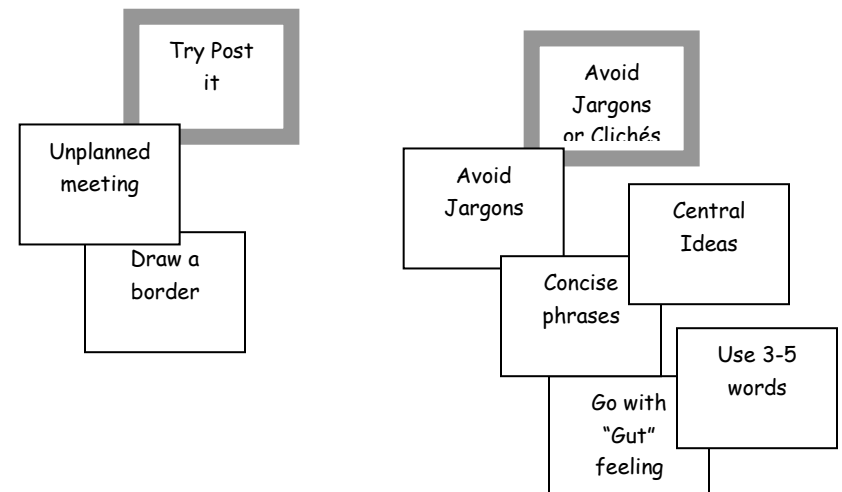 Try Post
it
Unplanned
meeting
Draw a
border
Avoid
Jargons
or Clichés
Avoid
Jargons
Central
Ideas
Concise
phrases
Use 3-5
words
Go with
“Gut”
feeling